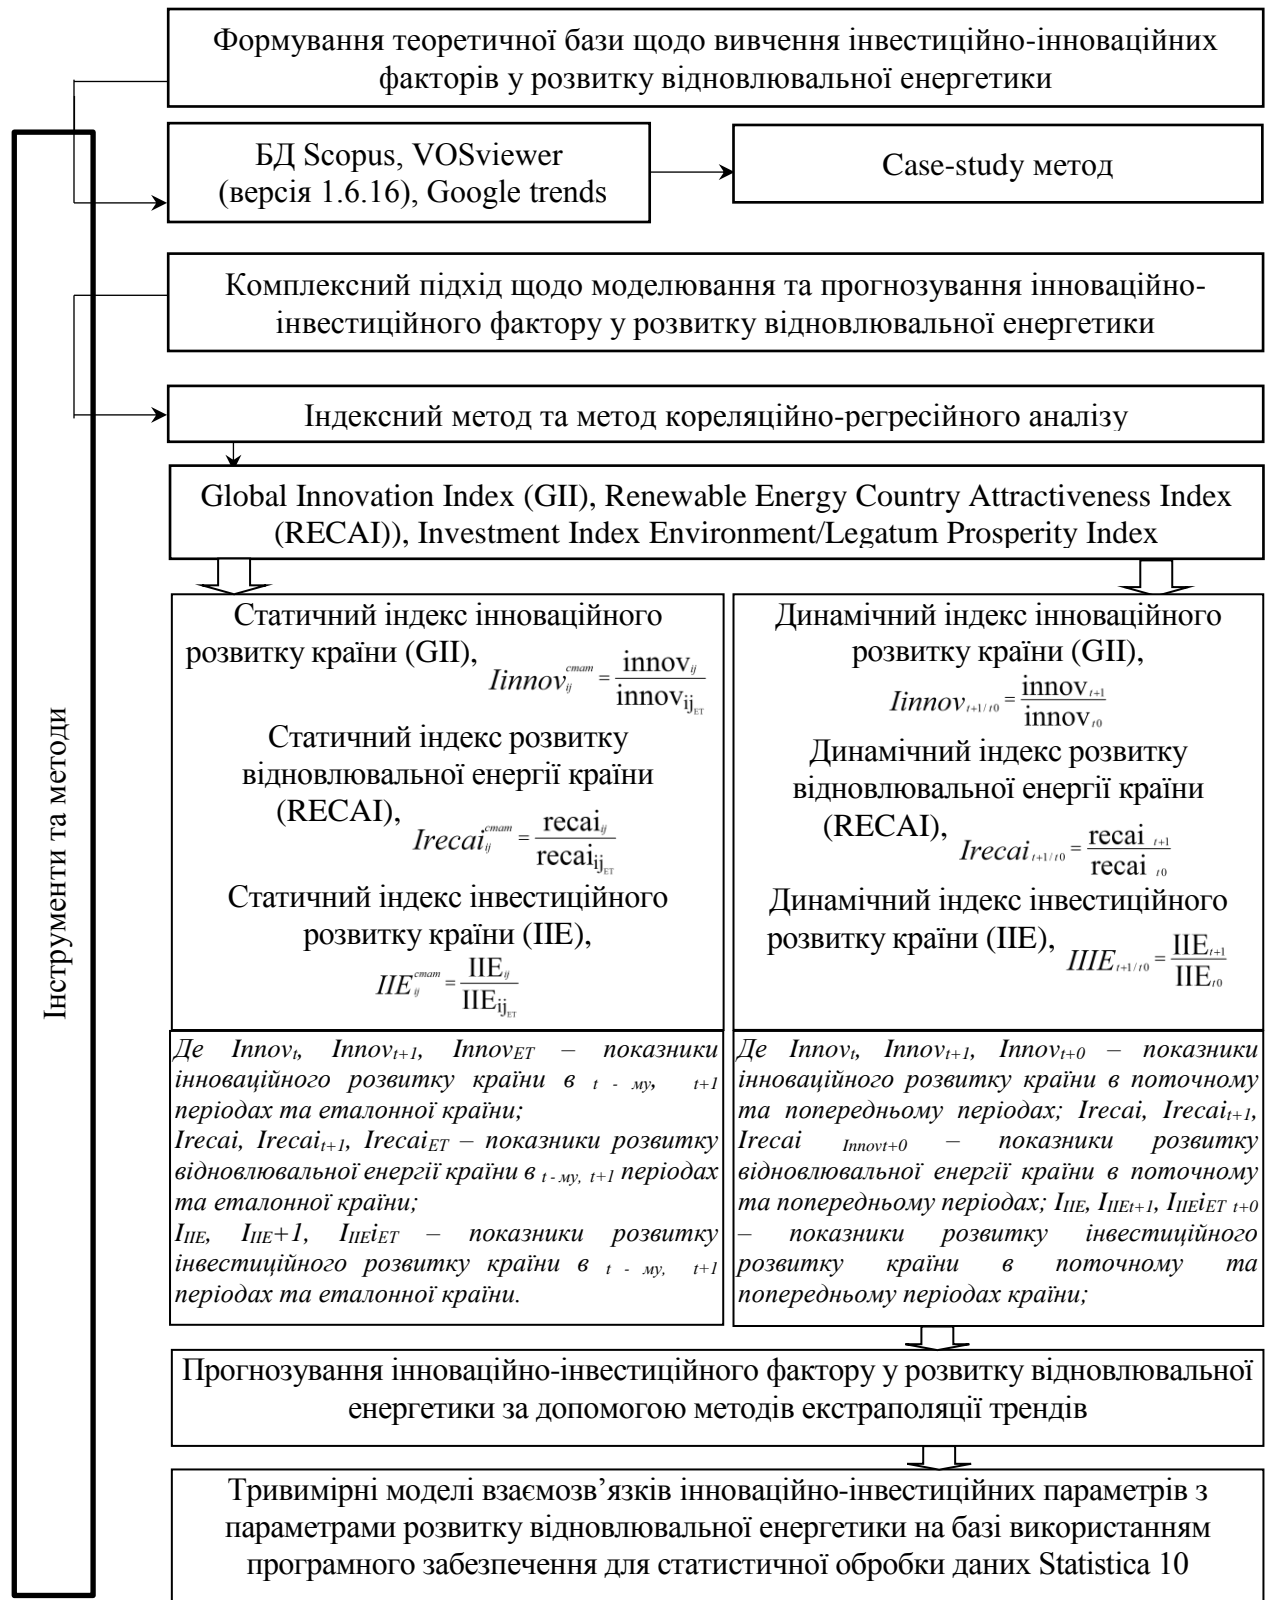 Формування теоретичної бази щодо вивчення інвестиційно-інноваційних
факторів у розвитку відновлювальної енергетики
Інструменти та методи
БД Scopus, VOSviewer
(версія 1.6.16), Google trends
Case-study метод
Комплексний підхід щодо моделювання та прогнозування інноваційно-
інвестиційного фактору у розвитку відновлювальної енергетики
Індексний метод та метод кореляційно-регресійного аналізу
Global Innovation Index (GII), Renewable Energy Country Attractiveness Index
(RECAI)), Investment Index Environment/Legatum Prosperity Index
Статичний індекс інноваційного
розвитку країни (GII), Iinnov_ij^стат = innov_ij / innov_ij_ET
Статичний індекс розвитку
відновлювальної енергії країни
(RECAI), Irecai_ij^стат = recai_ij / recai_ij_ET
Статичний індекс інвестиційного
розвитку країни (IIE),
IIE_ij^стат = IIE_ij / IIE_ij_ET
Динамічний індекс інноваційного
розвитку країни (GII),
Iinnov_t+1/t0 = innov_t+1 / innov_t0
Динамічний індекс розвитку
відновлювальної енергії країни
(RECAI), Irecai_t+1/t0 = recai_t+1 / recai_t0
Динамічний індекс інвестиційного
розвитку країни (IIE), IIIE_t+1/t0 = IIE_t+1 / IIE_t0
Де Innov_t, Innov_t+1, Innov_ET – показники
інноваційного розвитку країни в t - му, t+1
періодах та еталонної країни;
Irecai, Irecai_t+1, Irecai_ET – показники розвитку
відновлювальної енергії країни в t - му, t+1 періодах
та еталонної країни;
I_IIE, I_IIE+1, I_IIEi_ET – показники розвитку
інвестиційного розвитку країни в t - му, t+1
періодах та еталонної країни.
Де Innov_t, Innov_t+1, Innov_t+0 – показники
інноваційного розвитку країни в поточному
та попередньому періодах; Irecai, Irecai_t+1,
Irecai Innovt+0 – показники розвитку
відновлювальної енергії країни в поточному
та попередньому періодах; I_IIE, I_IIEt+1, I_IIEi_ET t+0
– показники розвитку інвестиційного
розвитку країни в поточному та
попередньому періодах країни;
Прогнозування інноваційно-інвестиційного фактору у розвитку відновлювальної
енергетики за допомогою методів екстраполяції трендів
Тривимірні моделі взаємозв’язків інноваційно-інвестиційних параметрів з
параметрами розвитку відновлювальної енергетики на базі використанням
програмного забезпечення для статистичної обробки даних Statistica 10